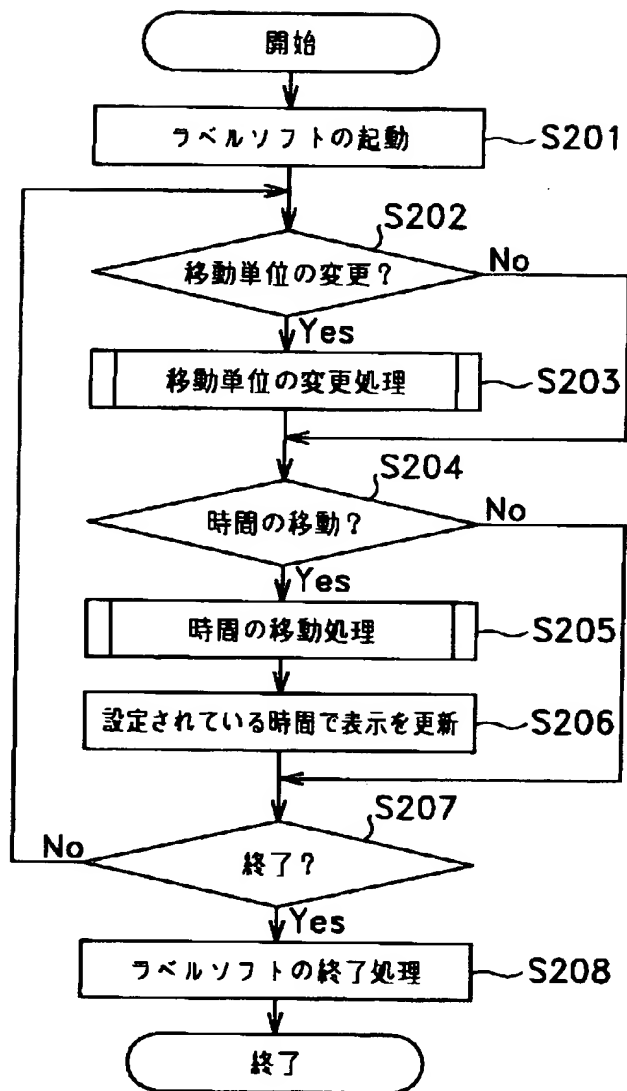 開始
ラベルソフトの起動
S201
S202
移動単位の変更?
No
Yes
移動単位の変更処理
S203
S204
時間の移動?
No
Yes
時間の移動処理
S205
設定されている時間で表示を更新
S206
S207
No
終了?
Yes
ラベルソフトの終了処理
S208
終了